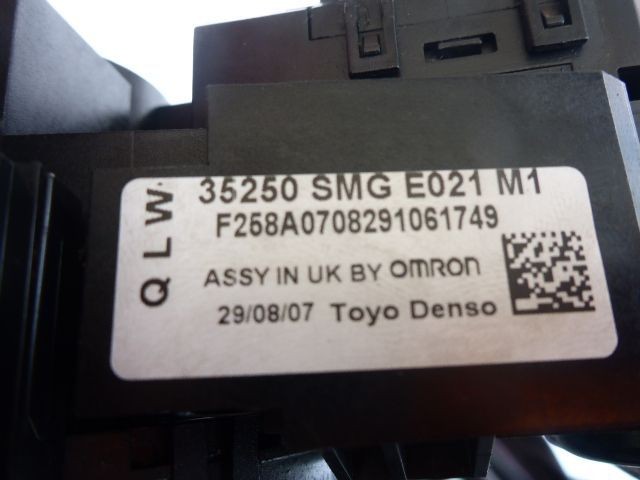 QLW
35250 SMG E021 M1
F258A0708291061749
ASSY IN UK BY OMRON
29/08/07 Toyo Denso